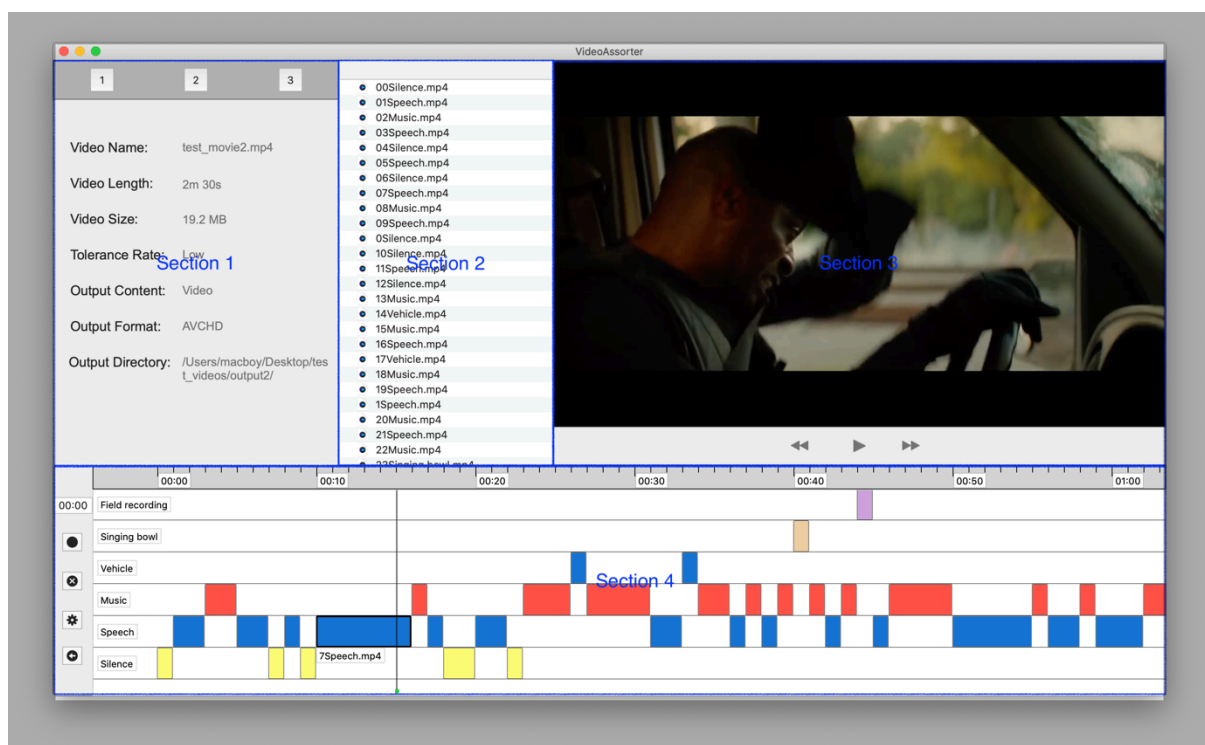 VideoAssorter
1 2 3
Video Name: test_movie2.mp4
Video Length: 2m 30s
Video Size: 19.2 MB
Tolerance Rate: Low
Section 1
Output Content: Video
Output Format: AVCHD
Output Directory: /Users/macboy/Desktop/tes
t_videos/output2/
00Silence.mp4
01Speech.mp4
02Music.mp4
03Speech.mp4
04Silence.mp4
05Speech.mp4
06Silence.mp4
07Speech.mp4
08Music.mp4
09Speech.mp4
0Silence.mp4
10Silence.mp4
Section 2
11Speech.mp4
12Silence.mp4
13Music.mp4
14Vehicle.mp4
15Music.mp4
16Speech.mp4
17Vehicle.mp4
18Music.mp4
19Speech.mp4
1Speech.mp4
20Music.mp4
21Speech.mp4
22Music.mp4
23Singing bowl.mp4
Section 3
00:00 00:10 00:20 00:30 00:40 00:50 01:00
00:00
Field recording
Singing bowl
Vehicle
Section 4
Music
Speech
7Speech.mp4
Silence